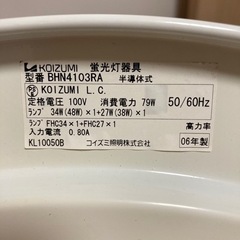 KOIZUMI 蛍光灯器具
型番 BHN4103RA 半導体式
PSE KOIZUMI L.C.
定格電圧 100V 消費電力 79W 50/60Hz
ランプ 34W(48W)×1+27W(38W)×1
ランプ FHC34×1+FHC27×1 高力率
入力電流 0.80A 06年製
KL10050B コイズミ照明株式会社